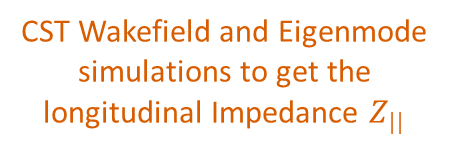 CST Wakefield and Eigenmode
simulations to get the
longitudinal Impedance Z||